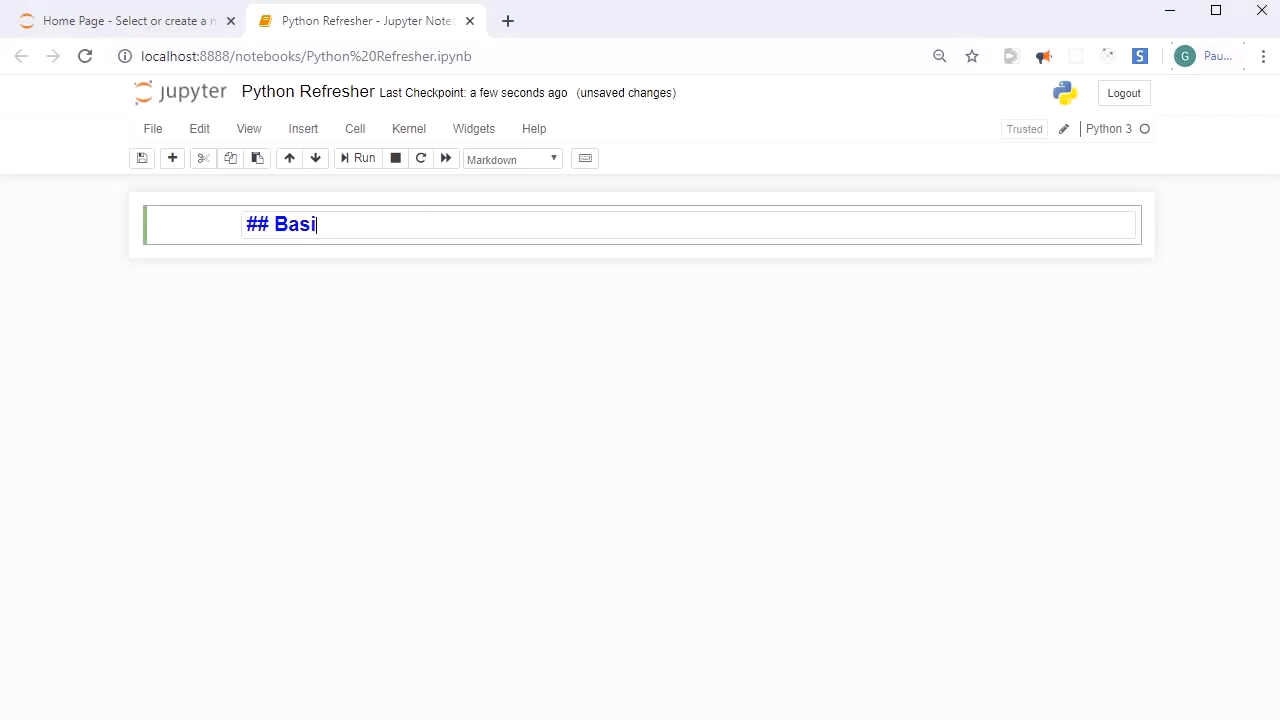 Home Page - Select or create a n
Python Refresher - Jupyter Note
localhost:8888/notebooks/Python%20Refresher.ipynb
S
G Pau...
jupyter Python Refresher Last Checkpoint: a few seconds ago (unsaved changes)
Logout
File Edit View Insert Cell Kernel Widgets Help
Trusted Python 3
Run Markdown
## Basi